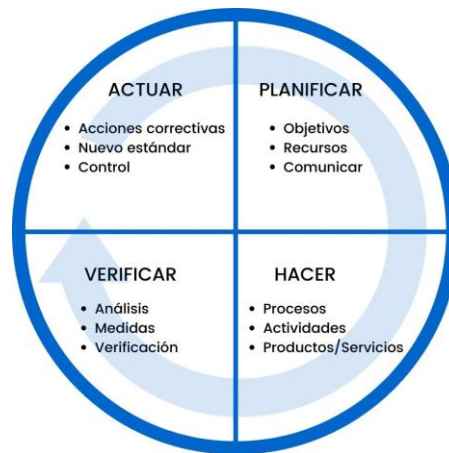 ACTUAR
• Acciones correctivas
• Nuevo estándar
• Control
PLANIFICAR
• Objetivos
• Recursos
• Comunicar
VERIFICAR
• Análisis
• Medidas
• Verificación
HACER
• Procesos
• Actividades
• Productos/Servicios